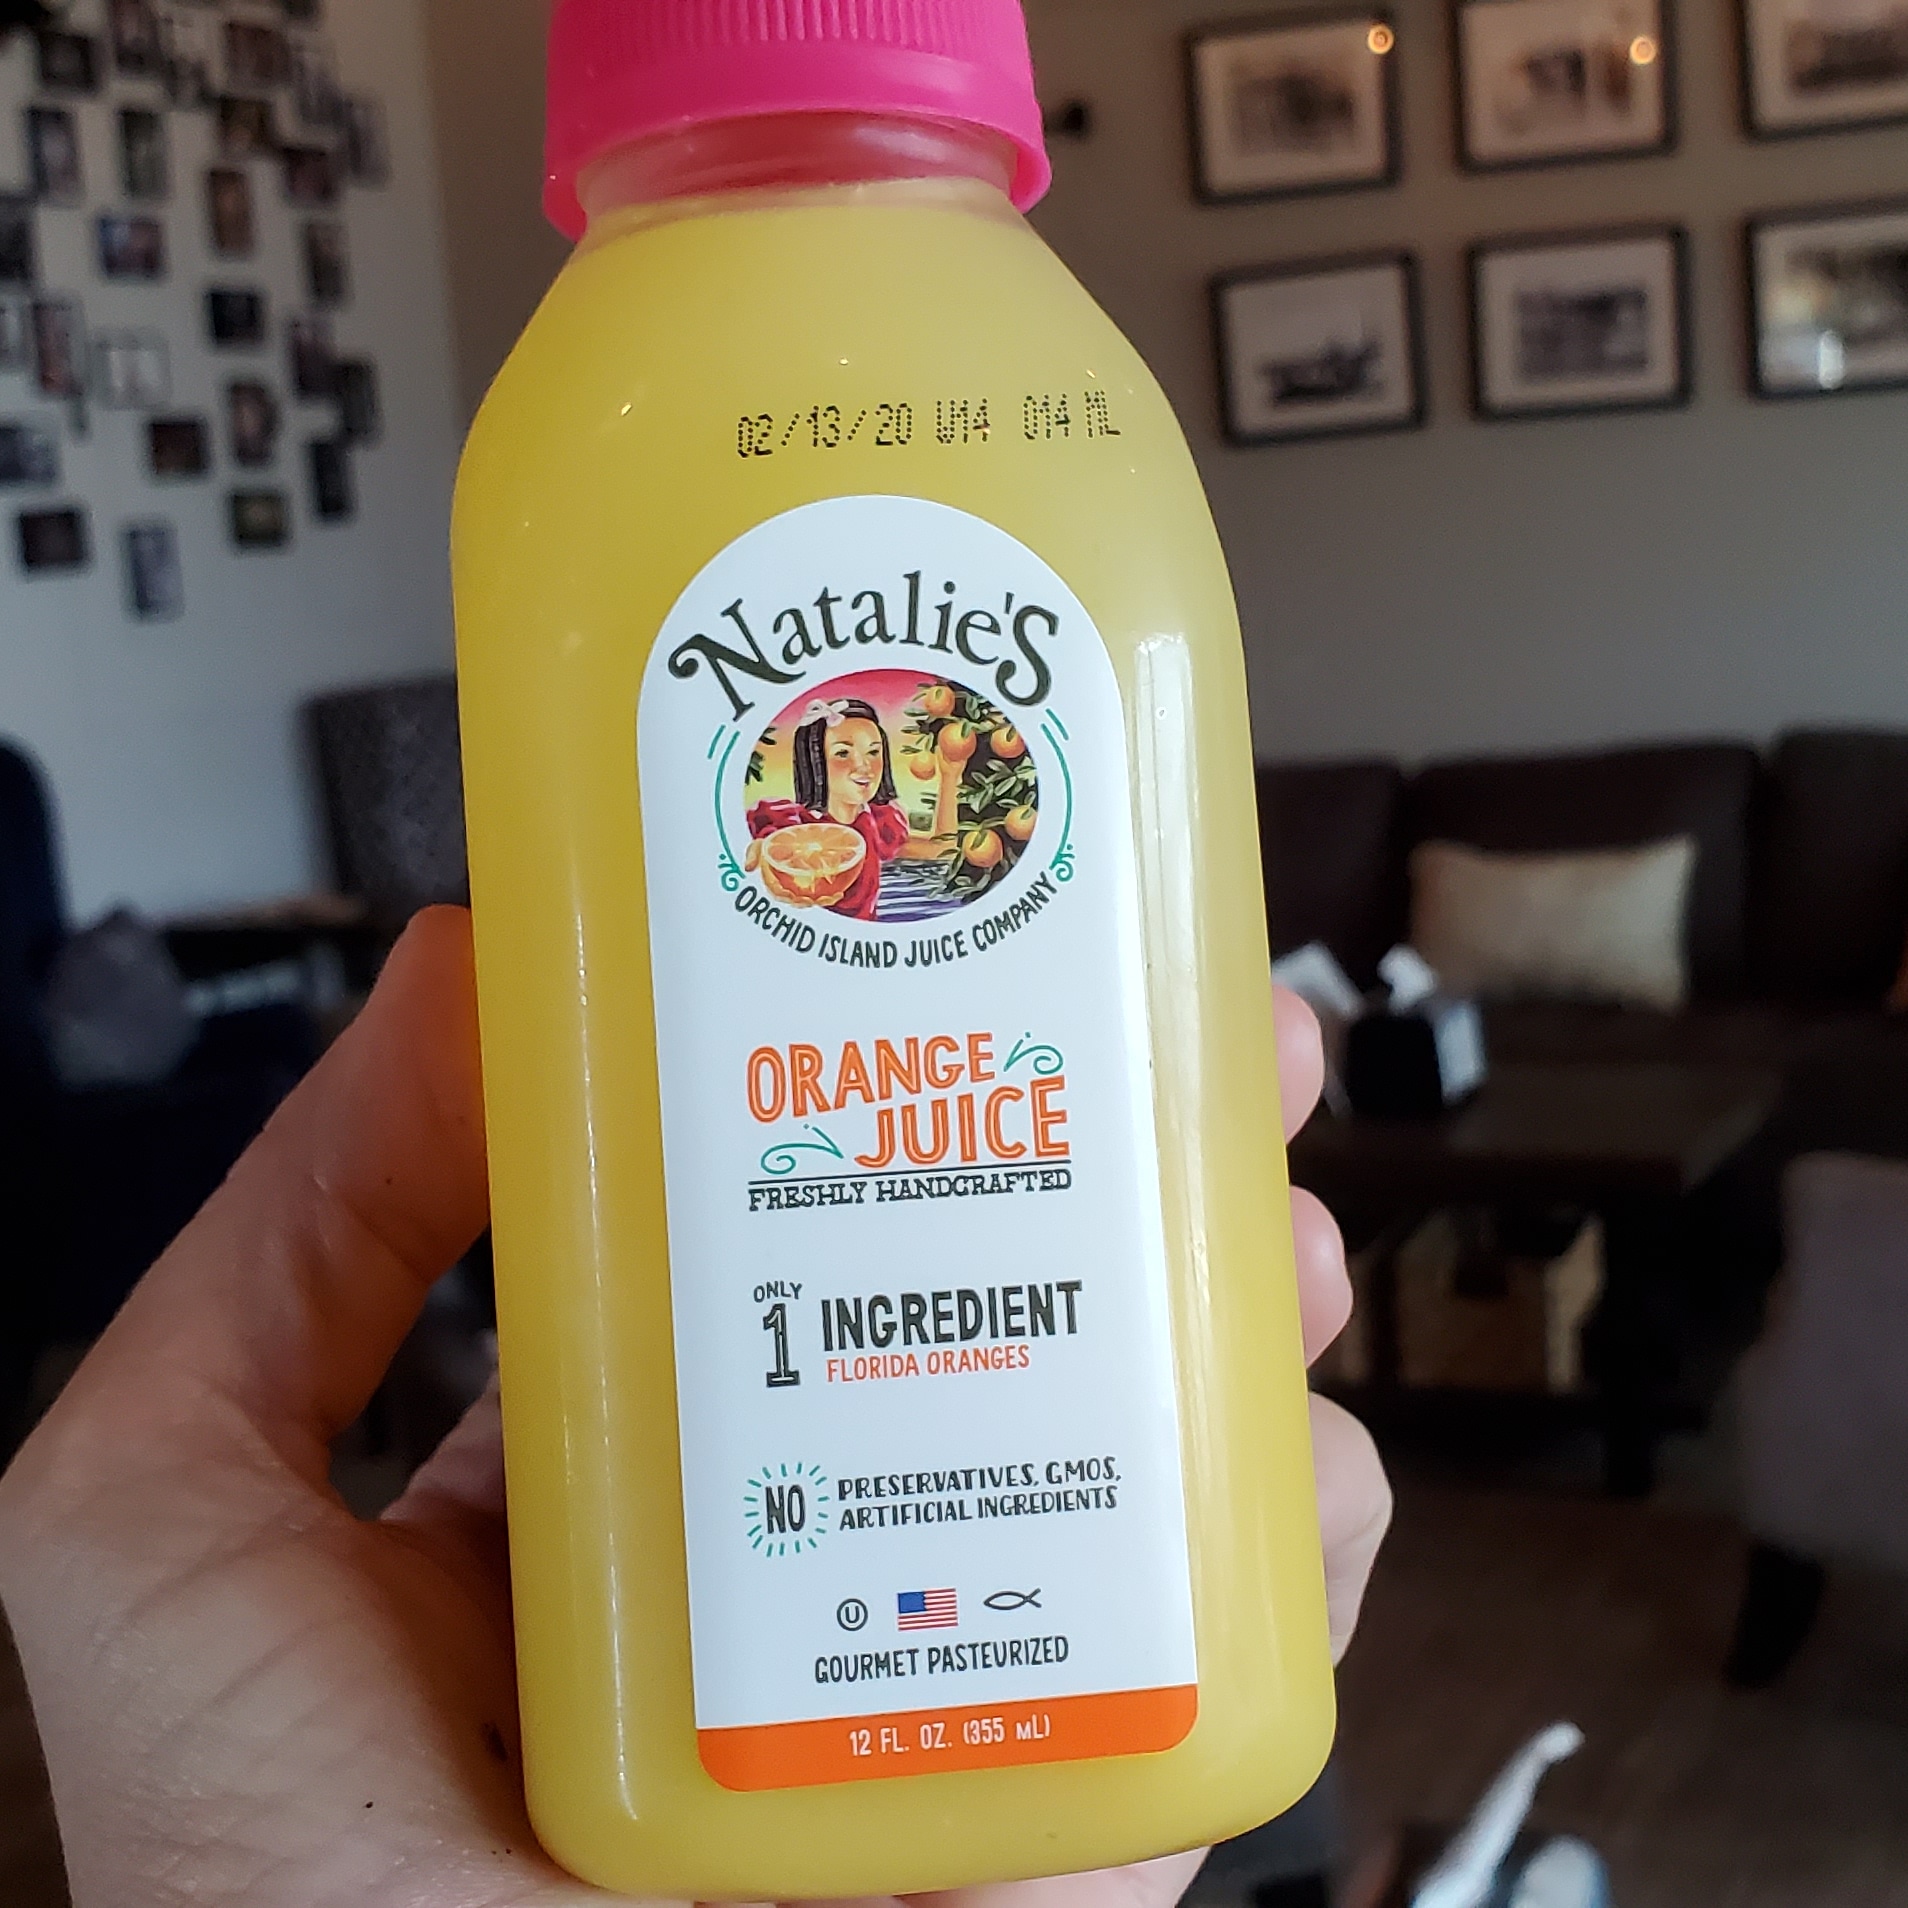 02/13/20 W14 014 ML
Natalie's
ORCHID ISLAND JUICE COMPANY
ORANGE
JUICE
FRESHLY HANDCRAFTED
ONLY
1 INGREDIENT
FLORIDA ORANGES
NO PRESERVATIVES, GMOS,
ARTIFICIAL INGREDIENTS
U
GOURMET PASTEURIZED
12 FL. OZ. (355 mL)